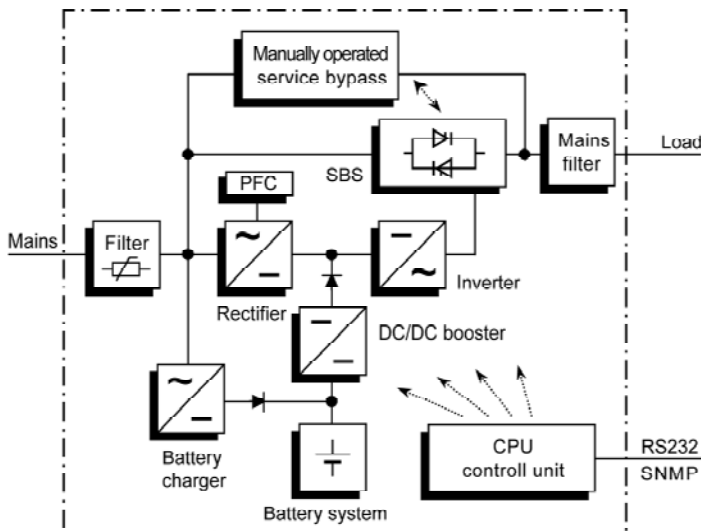 Manually operated
service bypass
Mains
filter
Load
SBS
PFC
Mains
Filter
Rectifier
Inverter
DC/DC booster
Battery
charger
Battery system
CPU
controll unit
RS232
SNMP